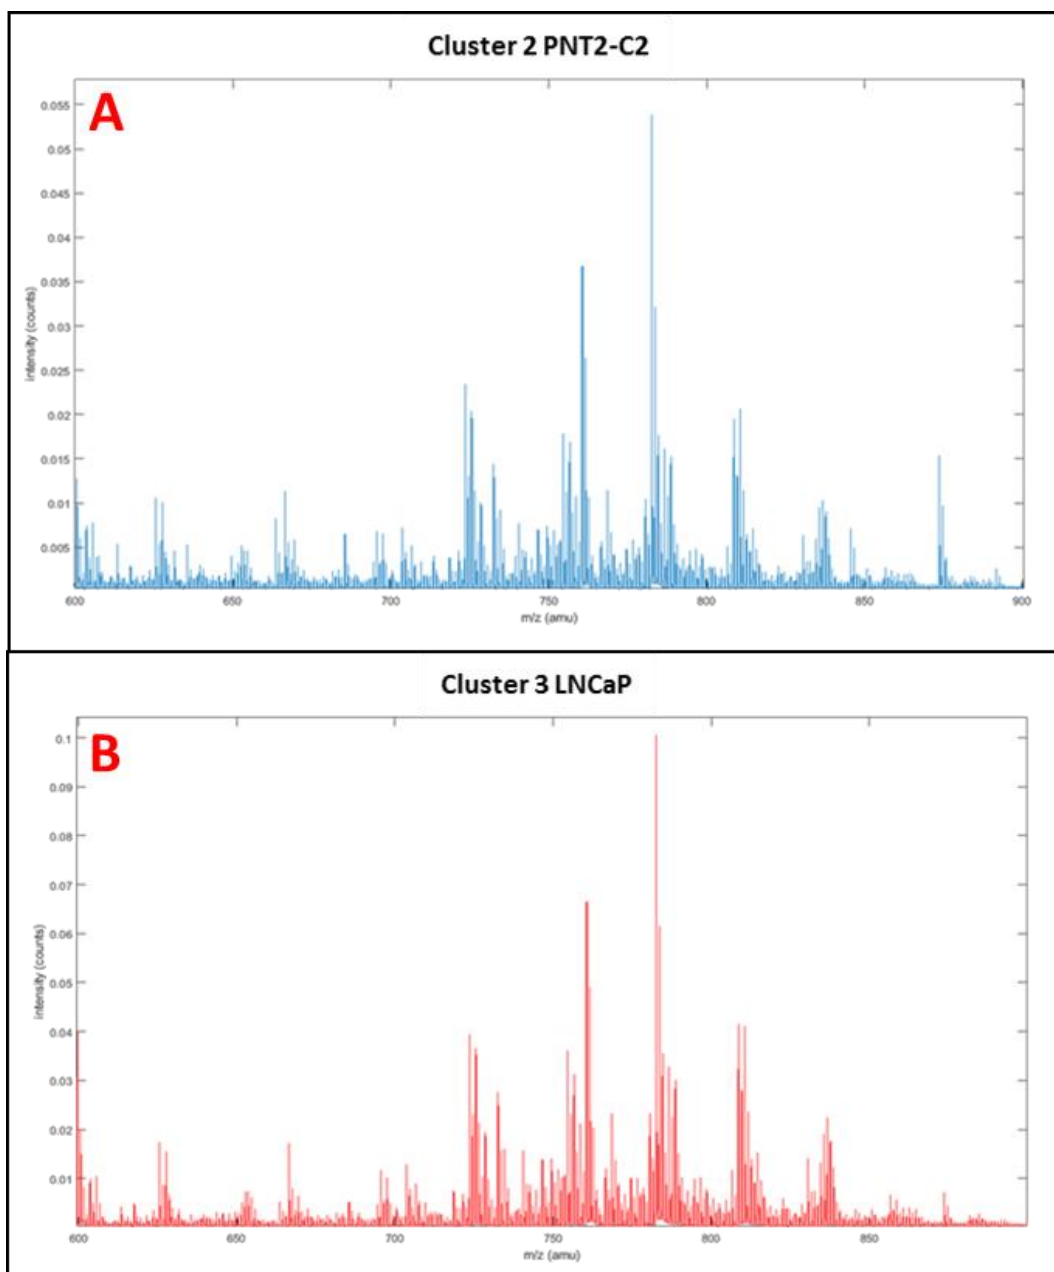 Cluster 2 PNT2-C2
A
0.055
0.05
0.045
0.04
0.035
0.03
0.025
0.02
0.015
0.01
0.005
intensity (counts)
600 650 700 750 800 850 900
m/z (amu)
Cluster 3 LNCaP
B
0.1
0.09
0.08
0.07
0.06
0.05
0.04
0.03
0.02
0.01
intensity (counts)
600 650 700 750 800 850
m/z (amu)